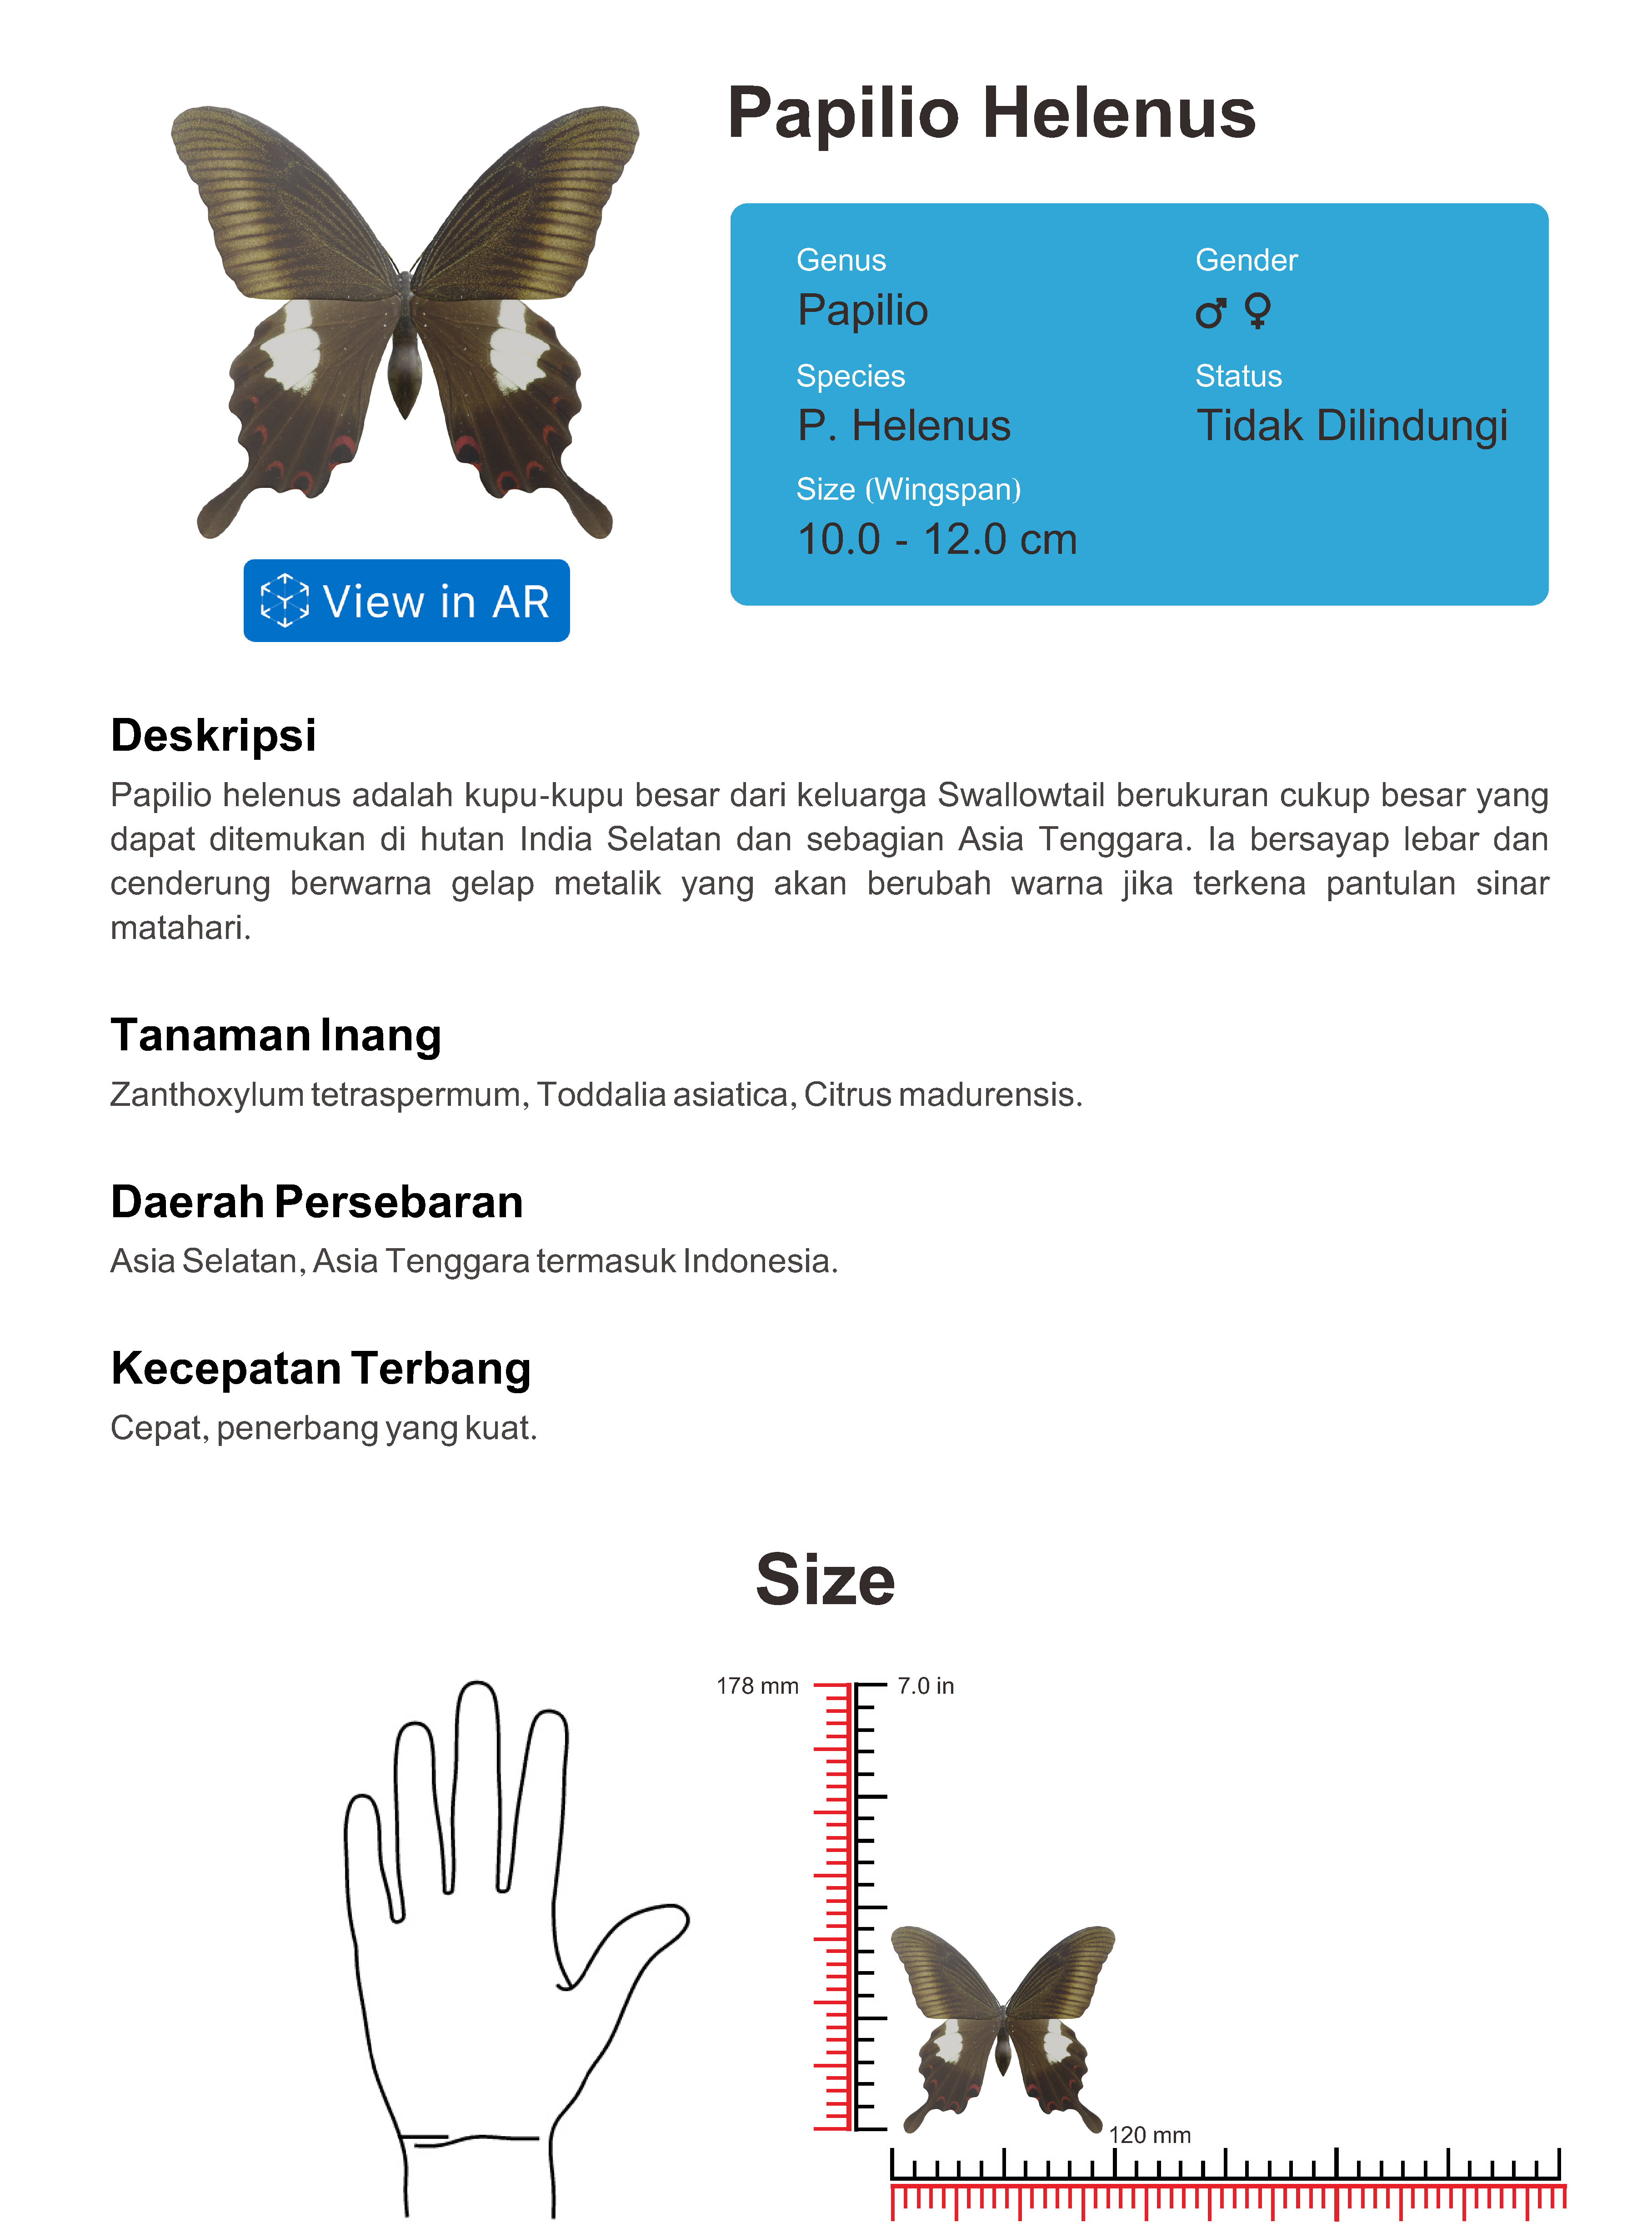 Papilio Helenus
Genus
Papilio
Gender
♂ ♀
Species
P. Helenus
Status
Tidak Dilindungi
Size (Wingspan)
10.0 - 12.0 cm
View in AR
Deskripsi
Papilio helenus adalah kupu-kupu besar dari keluarga Swallowtail berukuran cukup besar yang
dapat ditemukan di hutan India Selatan dan sebagian Asia Tenggara. Ia bersayap lebar dan
cenderung berwarna gelap metalik yang akan berubah warna jika terkena pantulan sinar
matahari.
Tanaman Inang
Zanthoxylum tetraspermum, Toddalia asiatica, Citrus madurensis.
Daerah Persebaran
Asia Selatan, Asia Tenggara termasuk Indonesia.
Kecepatan Terbang
Cepat, penerbang yang kuat.
Size
178 mm
7.0 in
120 mm